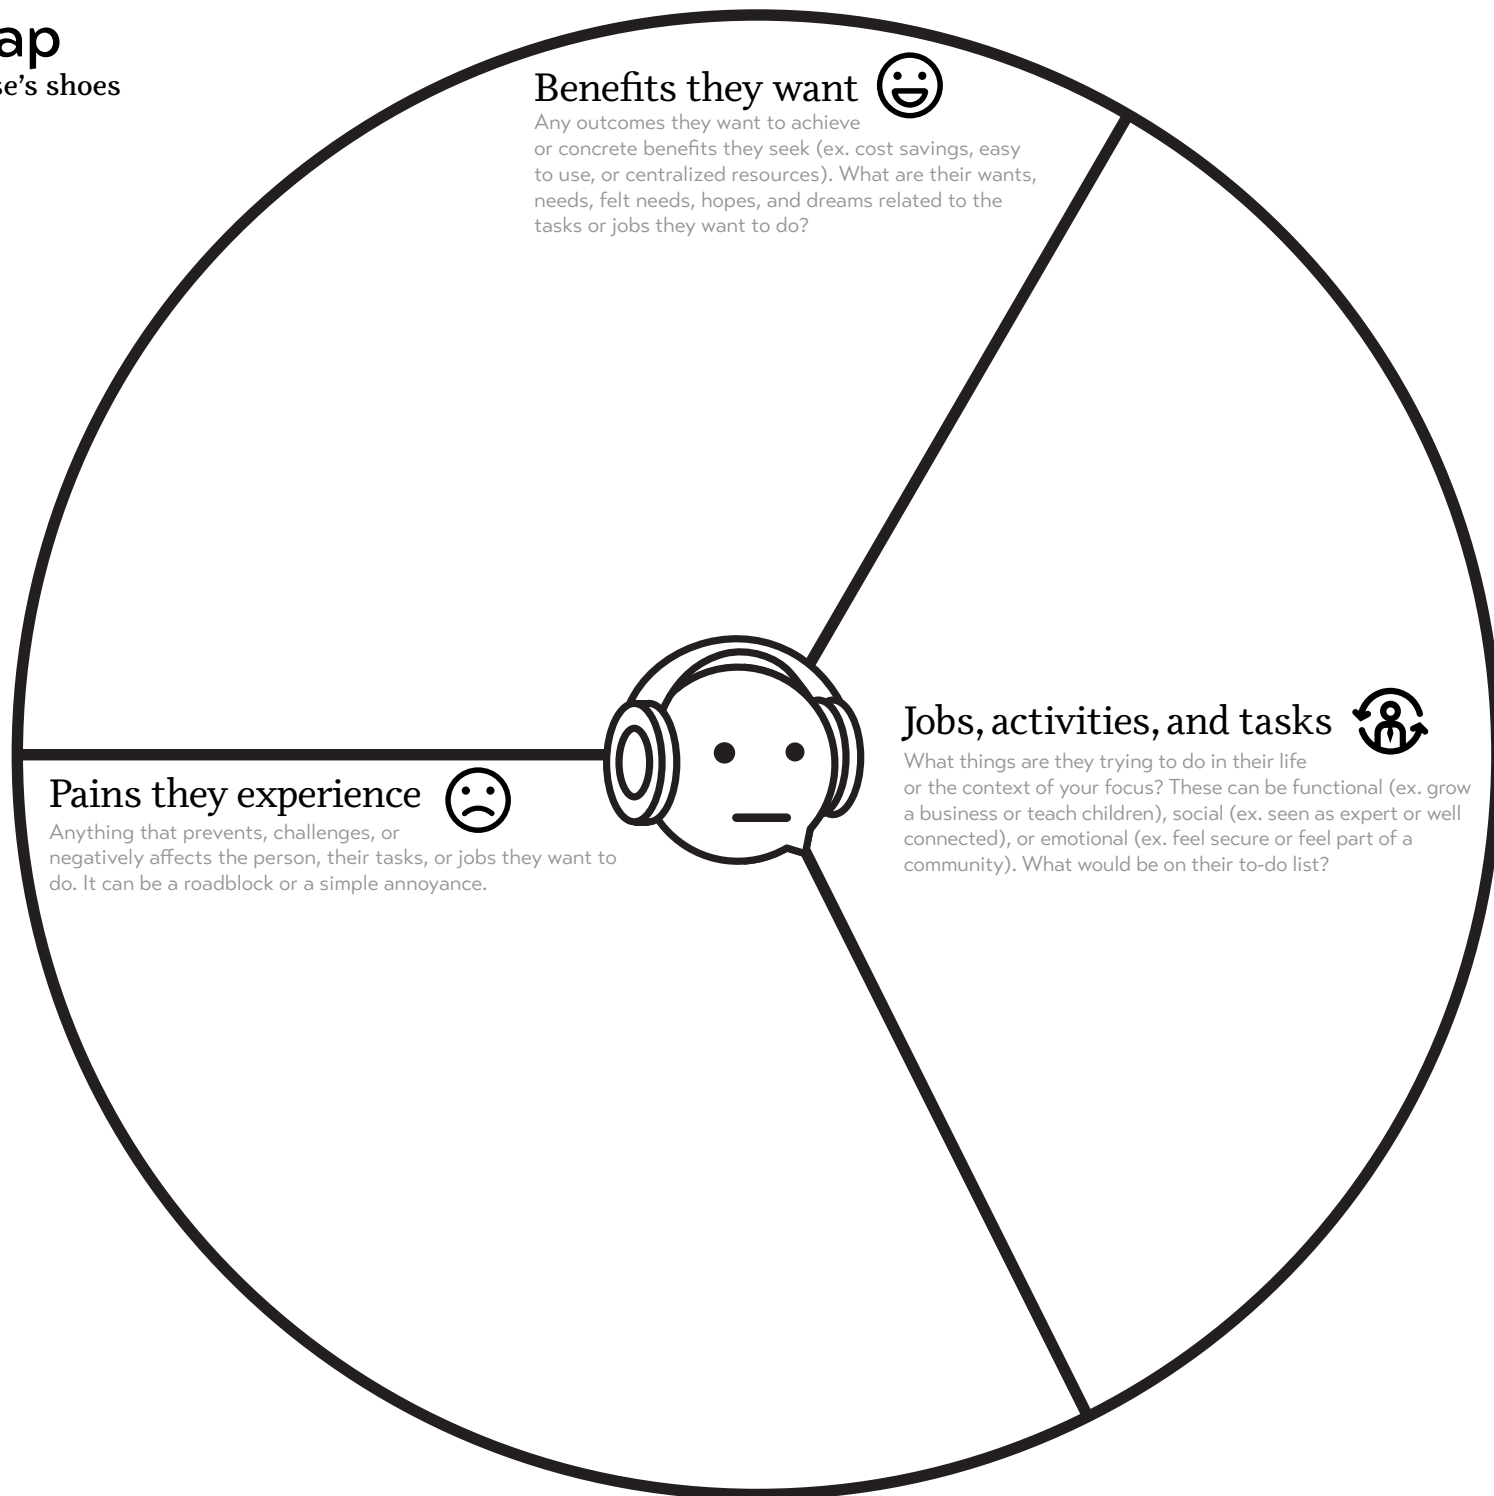 ap
se’s shoes
Benefits they want
Any outcomes they want to achieve
or concrete benefits they seek (ex. cost savings, easy
to use, or centralized resources). What are their wants,
needs, felt needs, hopes, and dreams related to the
tasks or jobs they want to do?
Jobs, activities, and tasks
What things are they trying to do in their life
or the context of your focus? These can be functional (ex. grow
a business or teach children), social (ex. seen as expert or well
connected), or emotional (ex. feel secure or feel part of a
community). What would be on their to-do list?
Pains they experience
Anything that prevents, challenges, or
negatively affects the person, their tasks, or jobs they want to
do. It can be a roadblock or a simple annoyance.